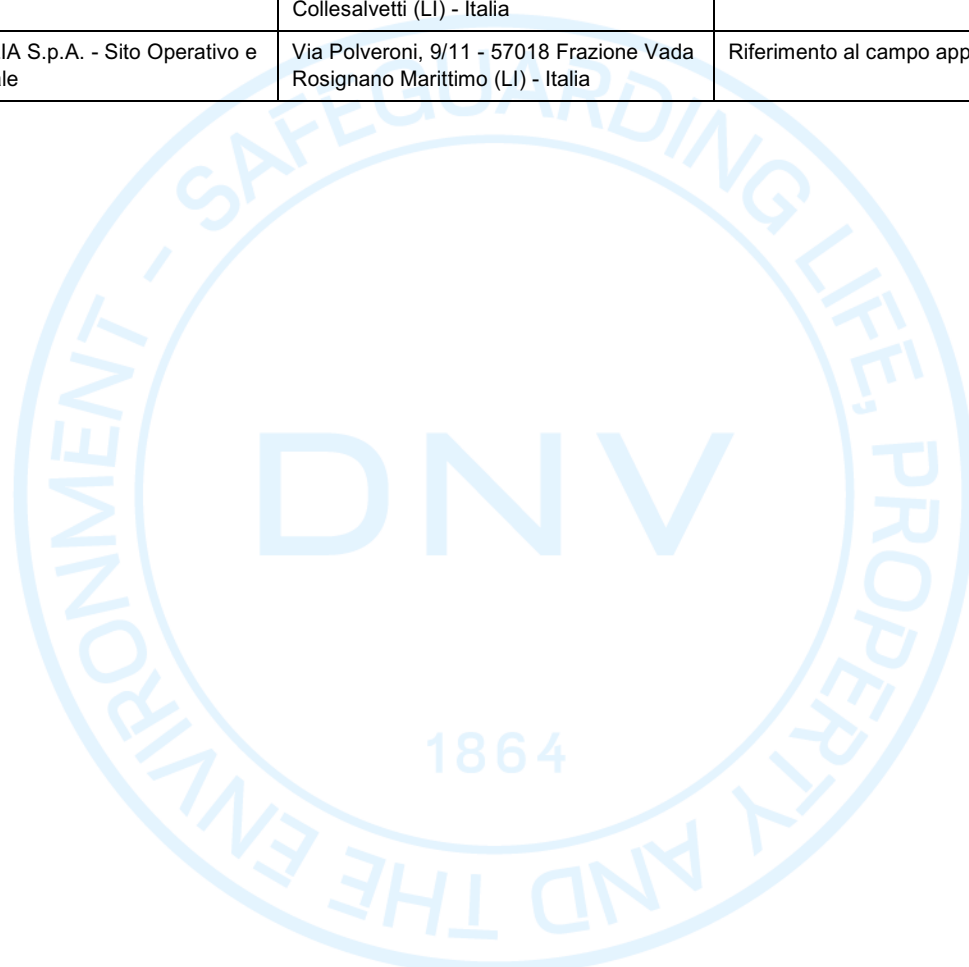 Collesalvetti (LI) - Italia
IA S.p.A. - Sito Operativo e
le
Via Polveroni, 9/11 - 57018 Frazione Vada
Rosignano Marittimo (LI) - Italia
Riferimento al campo app
SAFEGUARDING LIFE, PROPERTY AND THE ENVIRONMENT -
DNV
1864